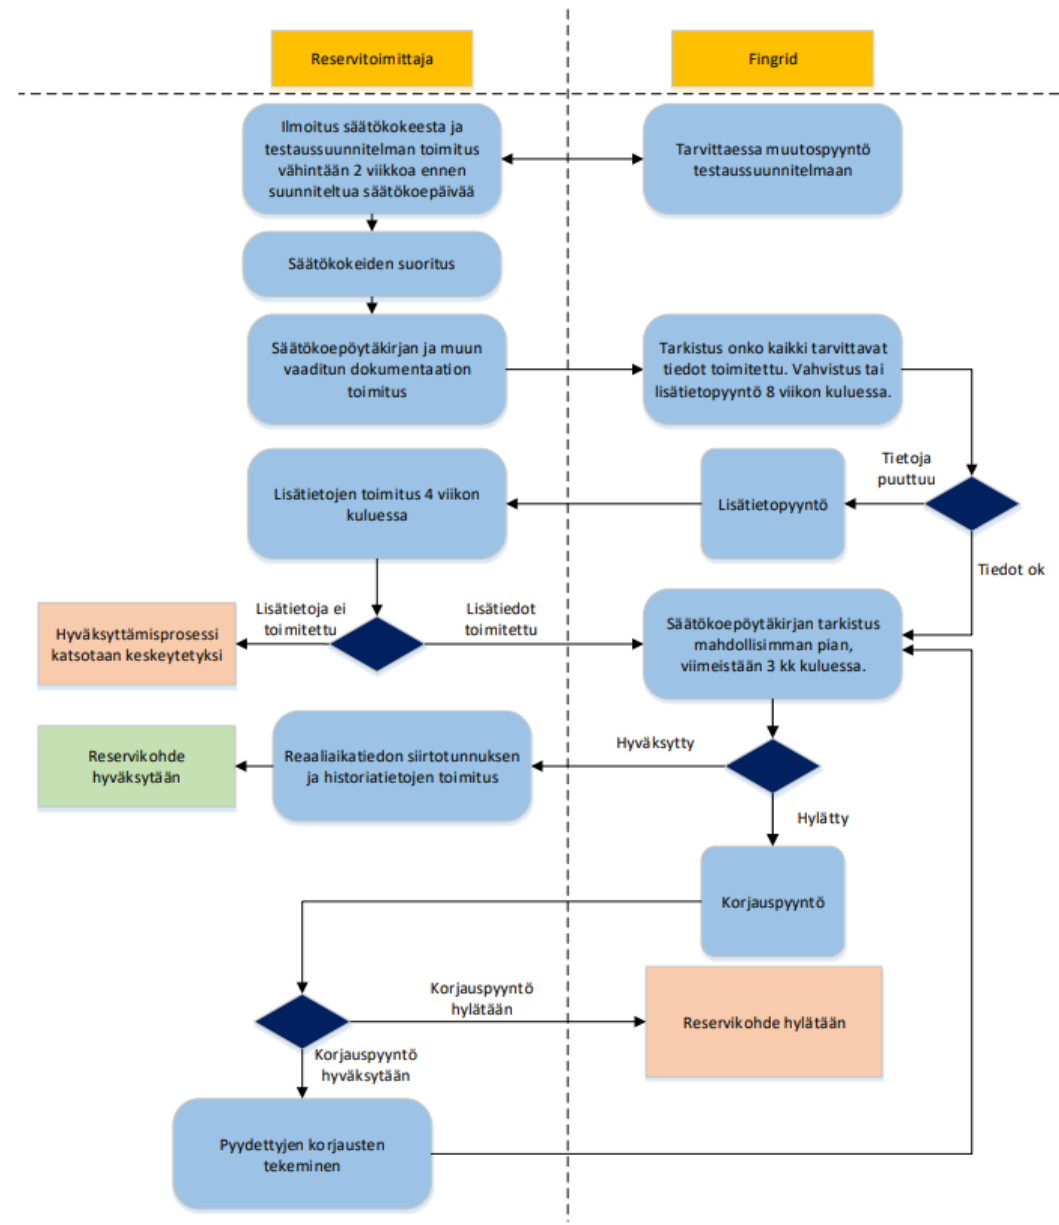 Reservitoimittaja
Fingrid
Ilmoitus säätökokeesta ja
testaussuunnitelman toimitus
vähintään 2 viikkoa ennen
suunniteltua säätökoepäivää
Tarvittaessa muutospyyntö
testaussuunnitelmaan
Säätökokeiden suoritus
Säätökoepöytäkirjan ja muun
vaaditun dokumentaation
toimitus
Tarkistus onko kaikki tarvittavat
tiedot toimitettu. Vahvistus tai
lisätietopyyntö 8 viikon kuluessa.
Tietoja
puuttuu
Lisätietopyyntö
Lisätietojen toimitus 4 viikon
kuluessa
Tiedot ok
Lisätietoja ei
toimitettu
Lisätiedot
toimitettu
Hyväksyttämisprosessi
katsotaan keskeytetyksi
Säätökoepöytäkirjan tarkistus
mahdollisimman pian,
viimeistään 3 kk kuluessa.
Hyväksytty
Reaaliaikatiedon siirtotunnuksen
ja historiatietojen toimitus
Reservikohde
hyväksytään
Hylätty
Korjauspyyntö
Korjauspyyntö
hylätään
Reservikohde hylätään
Korjauspyyntö
hyväksytään
Pyydettyjen korjausten
tekeminen